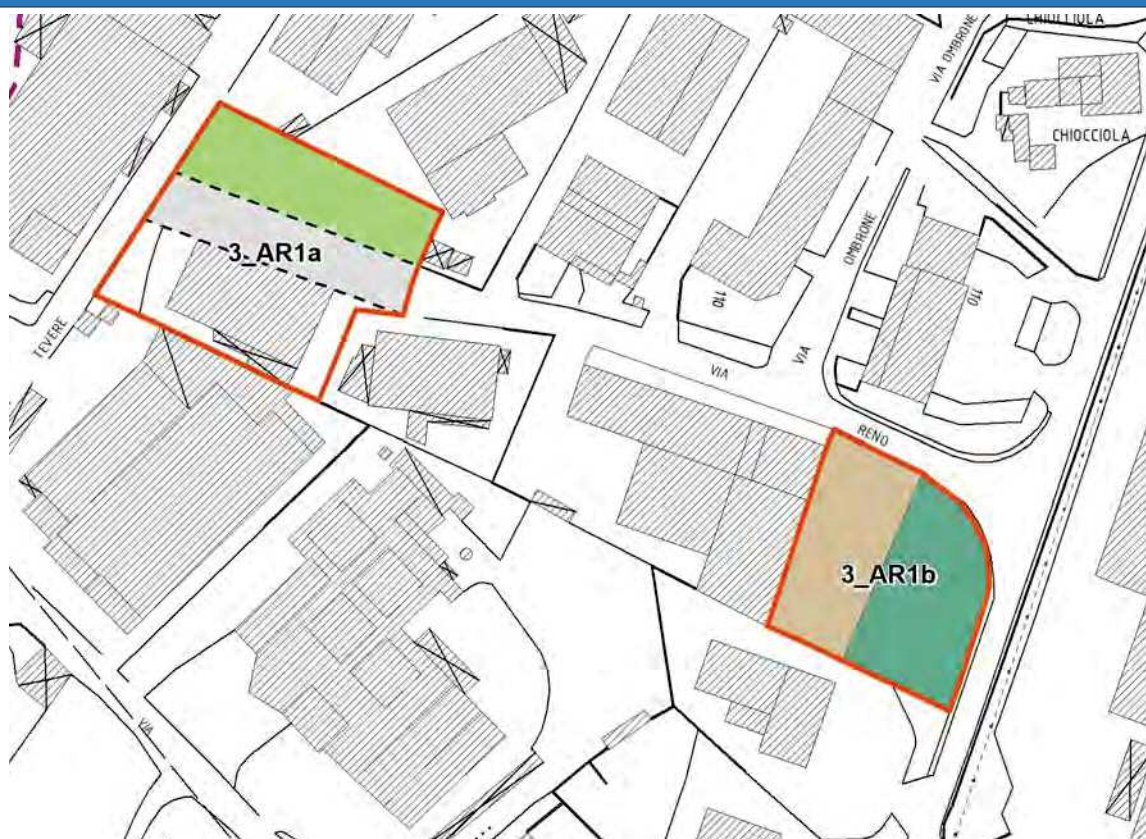 CHIOCCIOLA
VIA OMBRONE
CHIOCCIOLA
3_AR1a
OMBRONE
110
110
TEVERE
VIA
VIA
RENO
3_AR1b
VIA